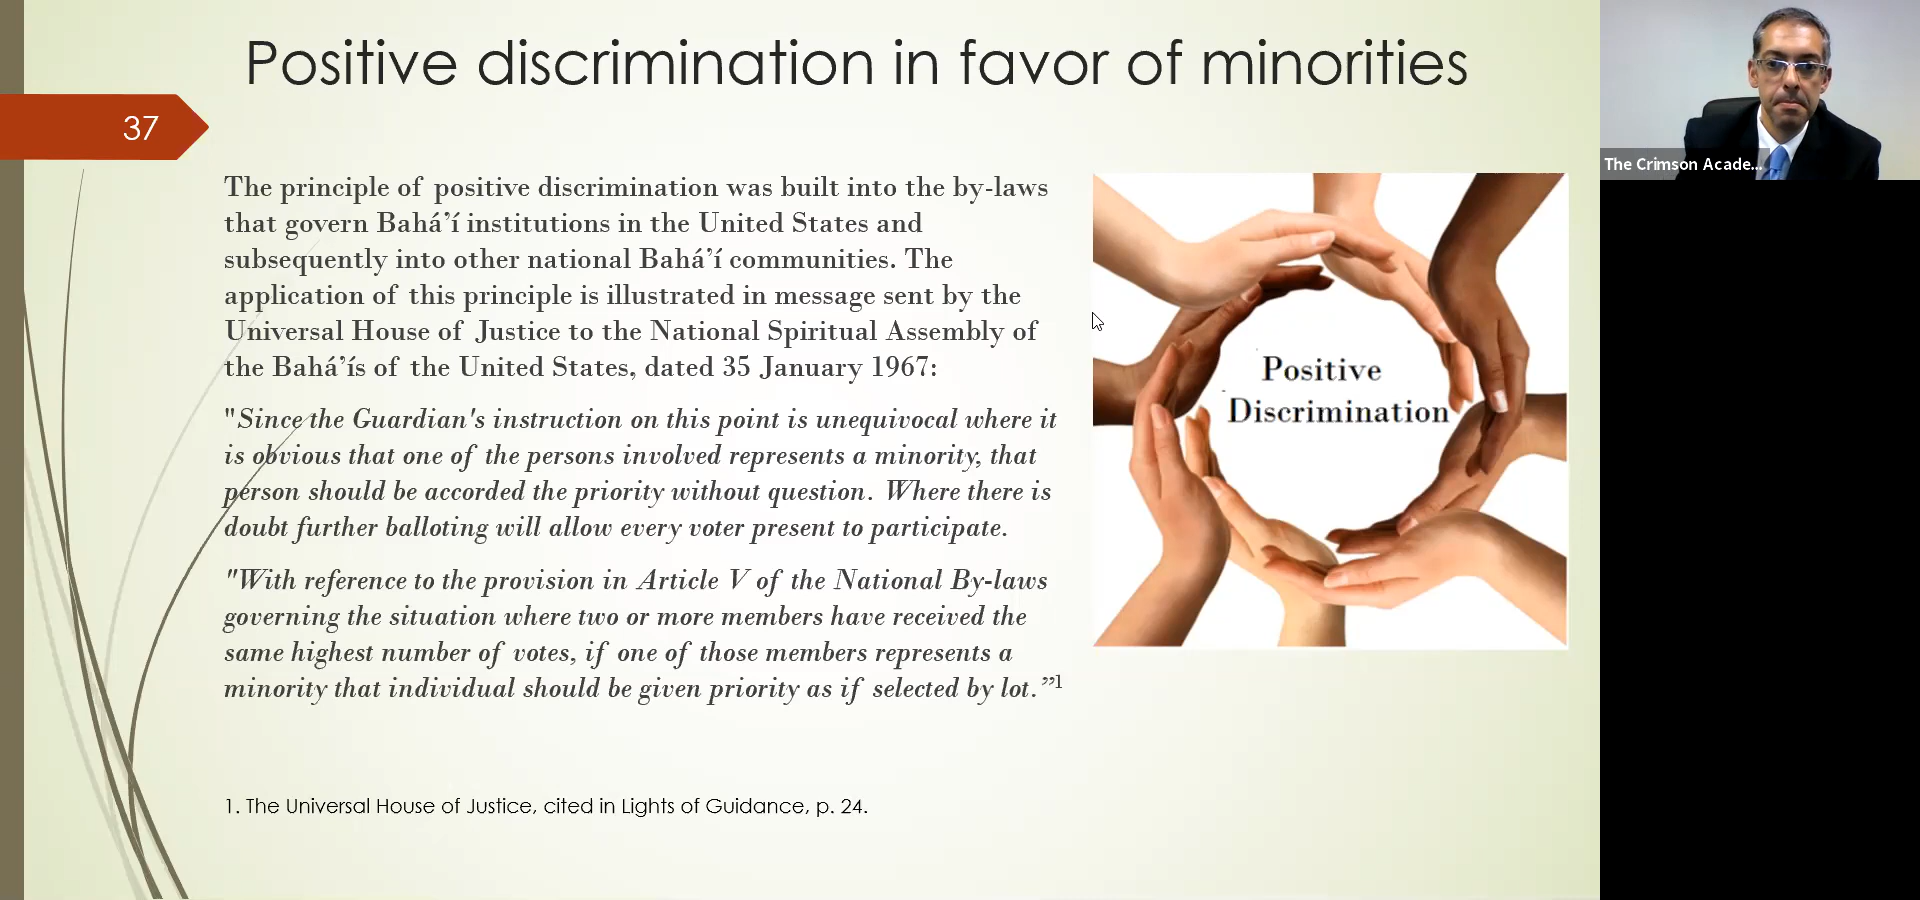 Positive discrimination in favor of minorities
37
The principle of positive discrimination was built into the by-laws
that govern Bahá’í institutions in the United States and
subsequently into other national Bahá’í communities. The
application of this principle is illustrated in message sent by the
Universal House of Justice to the National Spiritual Assembly of
the Bahá’ís of the United States, dated 35 January 1967:
"Since the Guardian's instruction on this point is unequivocal where it
is obvious that one of the persons involved represents a minority, that
person should be accorded the priority without question. Where there is
doubt further balloting will allow every voter present to participate.
"With reference to the provision in Article V of the National By-laws
governing the situation where two or more members have received the
same highest number of votes, if one of those members represents a
minority that individual should be given priority as if selected by lot.”1
1. The Universal House of Justice, cited in Lights of Guidance, p. 24.
Positive
Discrimination
The Crimson Acade...